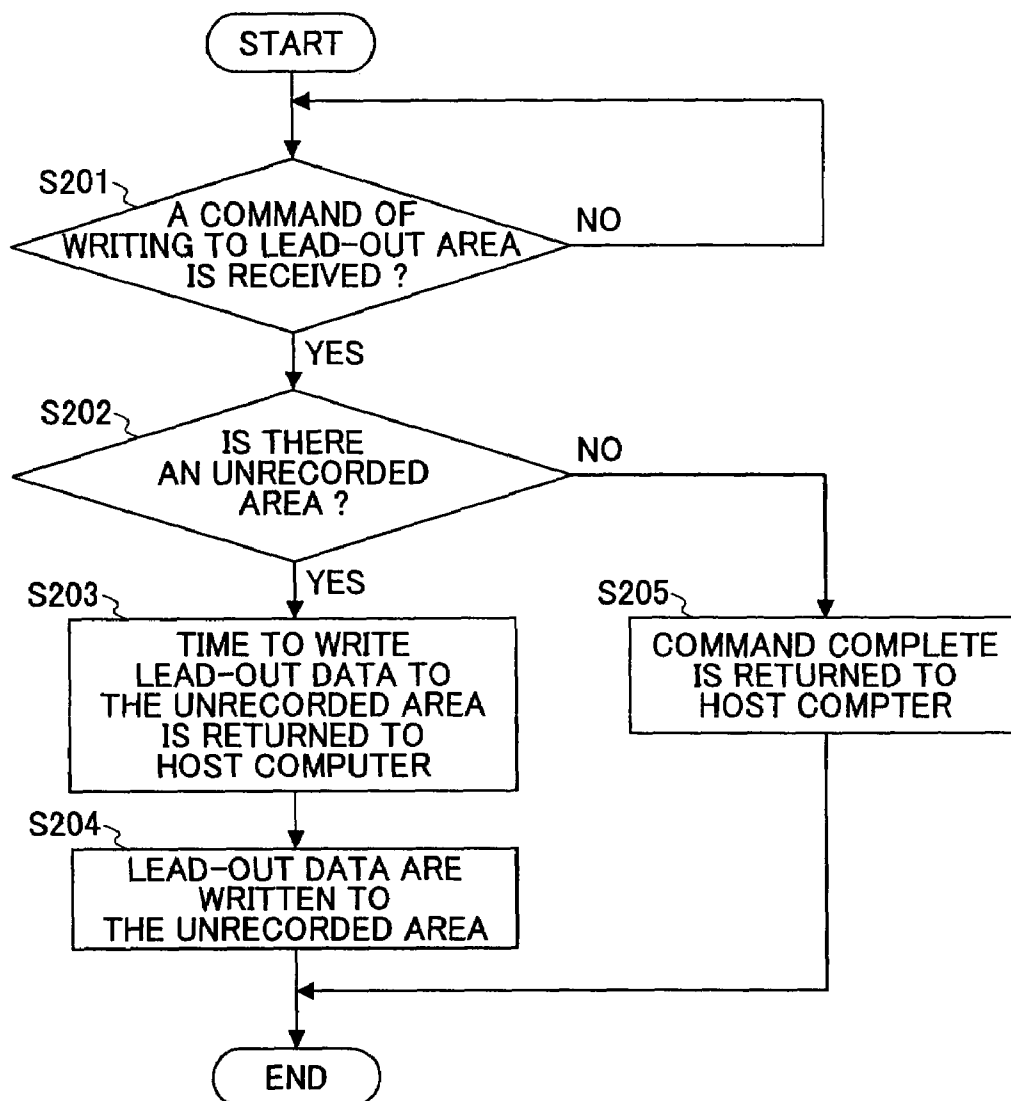 START
S201
A COMMAND OF
WRITING TO LEAD-OUT AREA
IS RECEIVED ?
NO
YES
S202
IS THERE
AN UNRECORDED
AREA ?
NO
YES
S203
TIME TO WRITE
LEAD-OUT DATA TO
THE UNRECORDED AREA
IS RETURNED TO
HOST COMPUTER
S205
COMMAND COMPLETE
IS RETURNED TO
HOST COMPTER
S204
LEAD-OUT DATA ARE
WRITTEN TO
THE UNRECORDED AREA
END